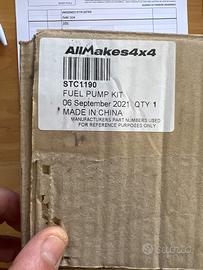 AllMakes4x4
STC1190
FUEL PUMP KIT
06 September 2021 QTY 1
MADE IN CHINA
MANUFACTURERS PART NUMBERS USED
FOR REFERENCE PURPOSES ONLY
Subito